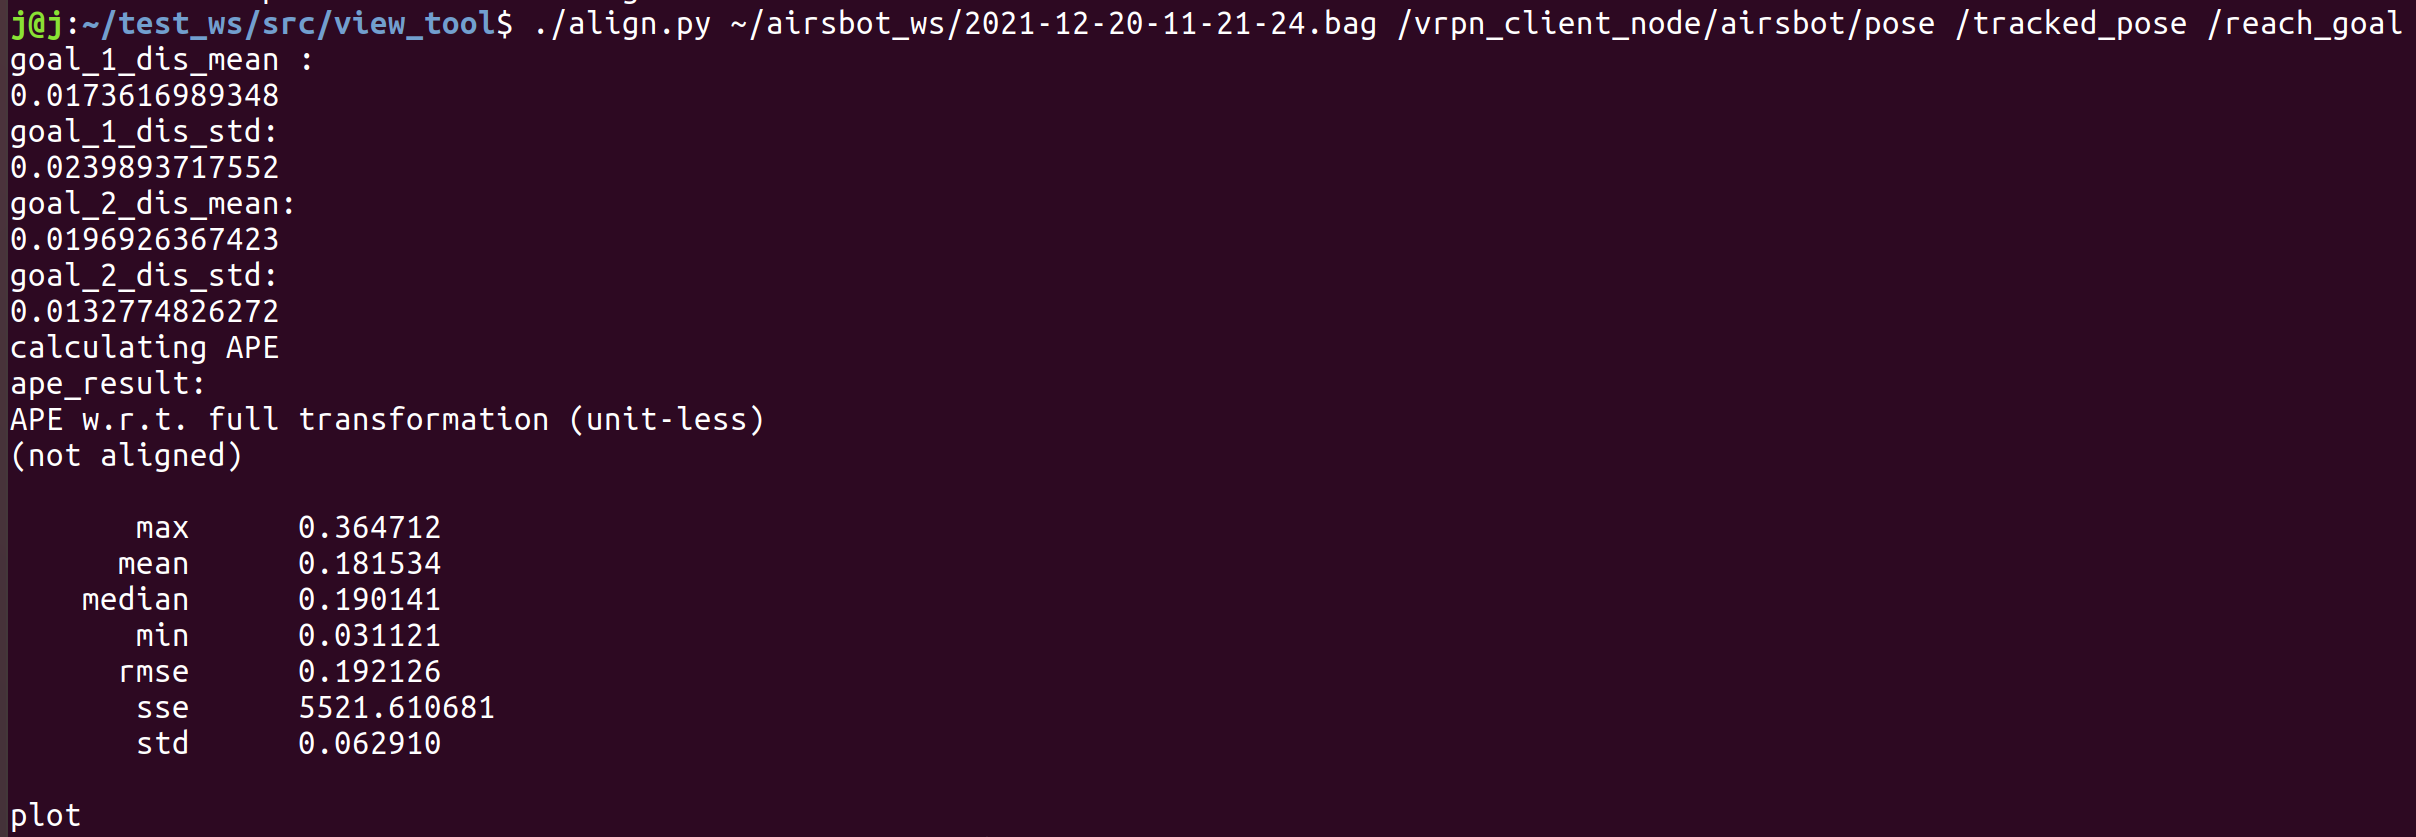 j@j:~/test_ws/src/view_tool$ ./align.py ~/airsbot_ws/2021-12-20-11-21-24.bag /vrpn_client_node/airsbot/pose /tracked_pose /reach_goal
goal_1_dis_mean :
0.0173616989348
goal_1_dis_std:
0.0239893717552
goal_2_dis_mean:
0.0196926367423
goal_2_dis_std:
0.0132774826272
calculating APE
ape_result:
APE w.r.t. full transformation (unit-less)
(not aligned)
max 0.364712
mean 0.181534
median 0.190141
min 0.031121
rmse 0.192126
sse 5521.610681
std 0.062910
plot